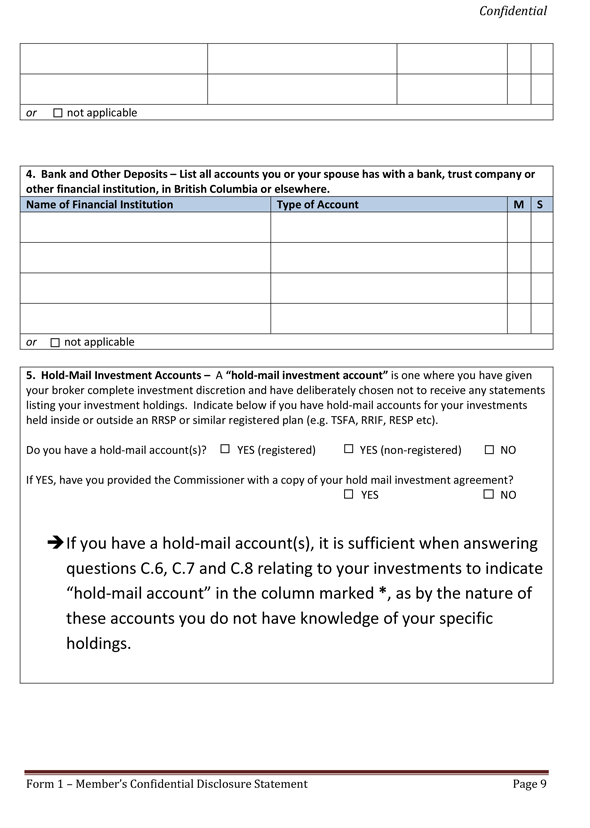 Confidential
or ☐ not applicable
4. Bank and Other Deposits – List all accounts you or your spouse has with a bank, trust company or
other financial institution, in British Columbia or elsewhere.
Name of Financial Institution Type of Account M S
or ☐ not applicable
5. Hold-Mail Investment Accounts – A “hold-mail investment account” is one where you have given
your broker complete investment discretion and have deliberately chosen not to receive any statements
listing your investment holdings. Indicate below if you have hold-mail accounts for your investments
held inside or outside an RRSP or similar registered plan (e.g. TSFA, RRIF, RESP etc).
Do you have a hold-mail account(s)? ☐ YES (registered) ☐ YES (non-registered) ☐ NO
If YES, have you provided the Commissioner with a copy of your hold mail investment agreement?
☐ YES ☐ NO
➔If you have a hold-mail account(s), it is sufficient when answering
questions C.6, C.7 and C.8 relating to your investments to indicate
“hold-mail account” in the column marked *, as by the nature of
these accounts you do not have knowledge of your specific
holdings.
Form 1 – Member’s Confidential Disclosure Statement Page 9